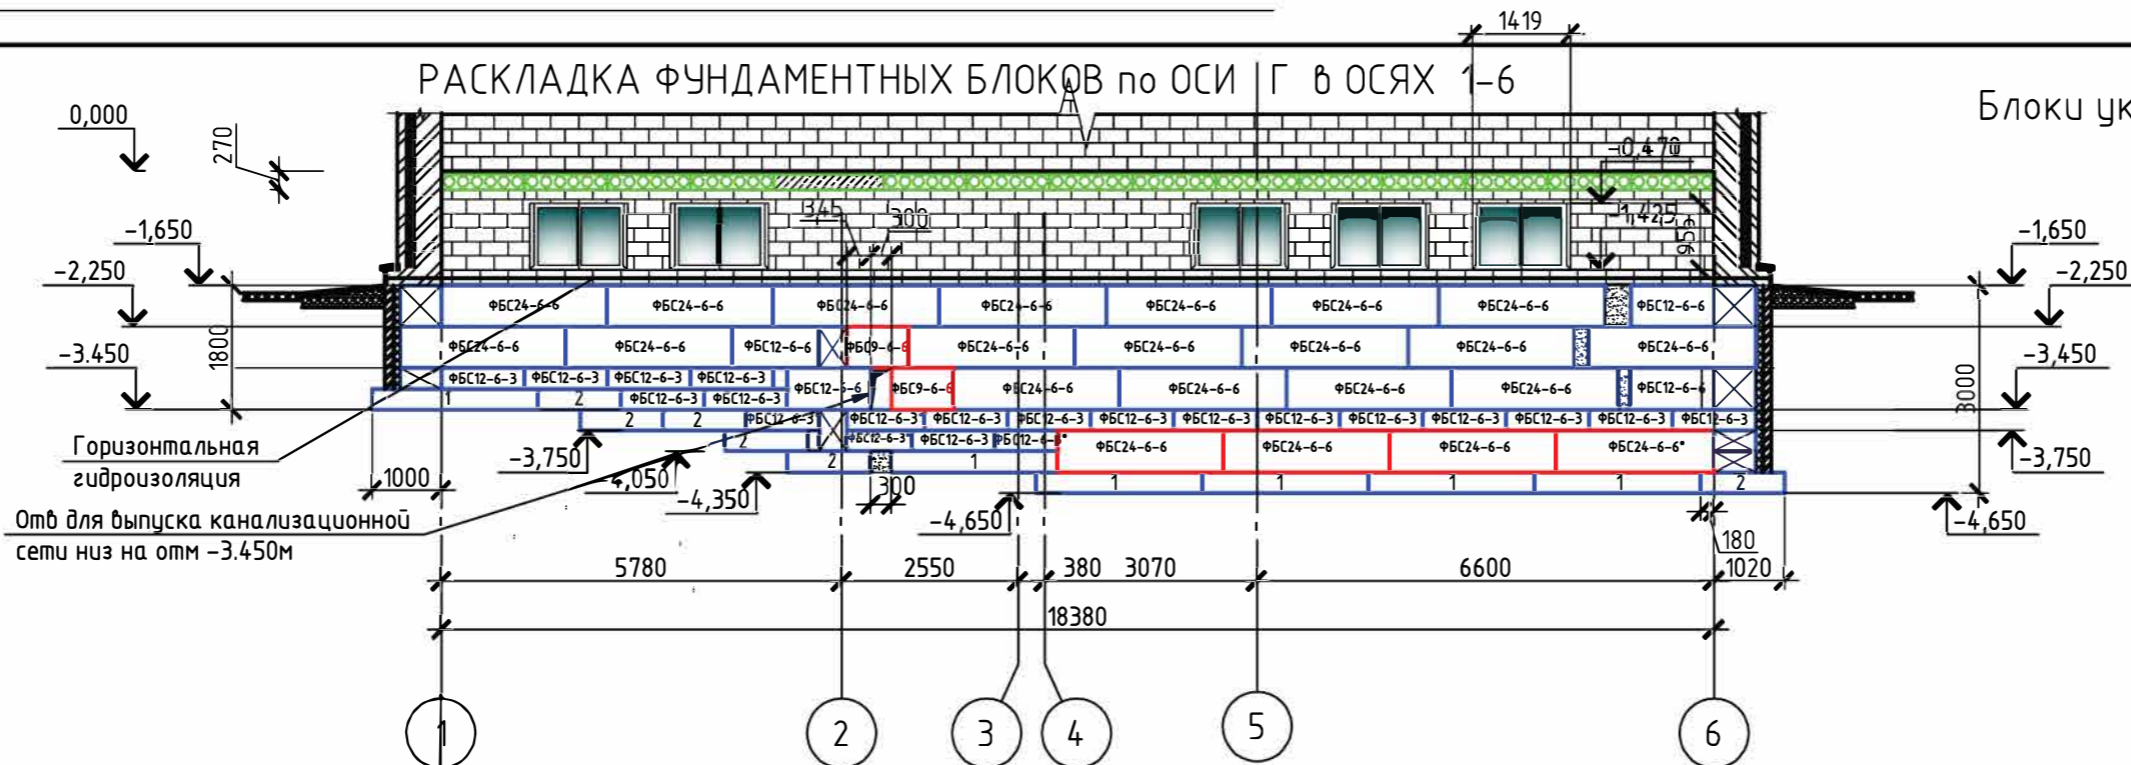 1419
РАСКЛАДКА ФУНДАМЕНТНЫХ БЛОКОВ по ОСИ Г в ОСЯХ 1-6
Блоки ук
0,000
270
-0,470
345
300
-1,425
955
-1,650
-2,250
-3.450
1800
-1,650
-2,250
-3,450
3000
-3,750
-4,650
ФБС24-6-6 ФБС24-6-6 ФБС24-6-6 ФБС24-6-6 ФБС24-6-6 ФБС24-6-6 ФБС24-6-6 ФБС12-6-6
ФБС24-6-6 ФБС24-6-6 ФБС12-6-6 ФБС9-6-6 ФБС24-6-6 ФБС24-6-6 ФБС24-6-6 ФБС24-6-6 ФБС24-6-6
ФБС12-6-3 ФБС12-6-3 ФБС12-6-3 ФБС12-6-3 ФБС12-6-6 ФБС9-6-6 ФБС24-6-6 ФБС24-6-6 ФБС24-6-6 ФБС24-6-6 ФБС12-6-6
1 2 ФБС12-6-3 ФБС12-6-3
2 2 ФБС12-6-3 ФБС12-6-3 ФБС12-6-3 ФБС12-6-3 ФБС12-6-3 ФБС12-6-3 ФБС12-6-3 ФБС12-6-3 ФБС12-6-3 ФБС12-6-3 ФБС12-6-3
2 ФБС12-6-3* ФБС12-6-3 ФБС12-6-3* ФБС24-6-6 ФБС24-6-6 ФБС24-6-6 ФБС24-6-6*
2 1
1 1 1 1 2
Горизонтальная
гидроизоляция
1000
-3,750
-4,050
-4,350
300
-4,650
180
Отв для выпуска канализационной
сети низ на отм -3.450м
5780 2550 380 3070 6600 1020
18380
1 2 3 4 5 6